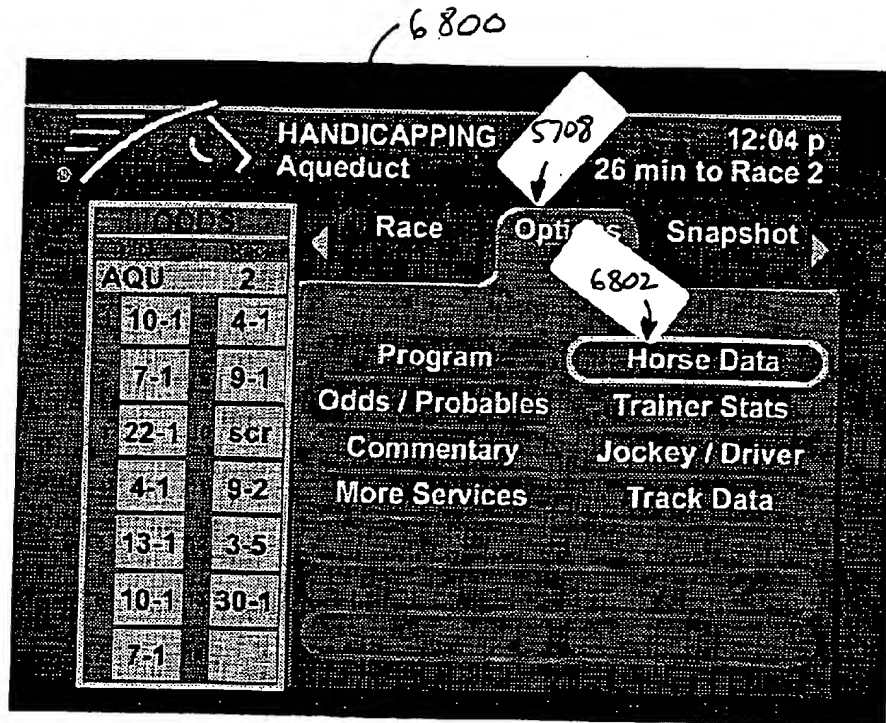 6800
HANDICAPPING 5708 12:04 p
Aqueduct 26 min to Race 2
®
ODDS
Race Options Snapshot
6802
AQU 2
10-1 4-1
7-1 9-1
22-1 scr
4-1 9-2
13-1 3-5
10-1 30-1
7-1
Program Horse Data
Odds / Probables Trainer Stats
Commentary Jockey / Driver
More Services Track Data